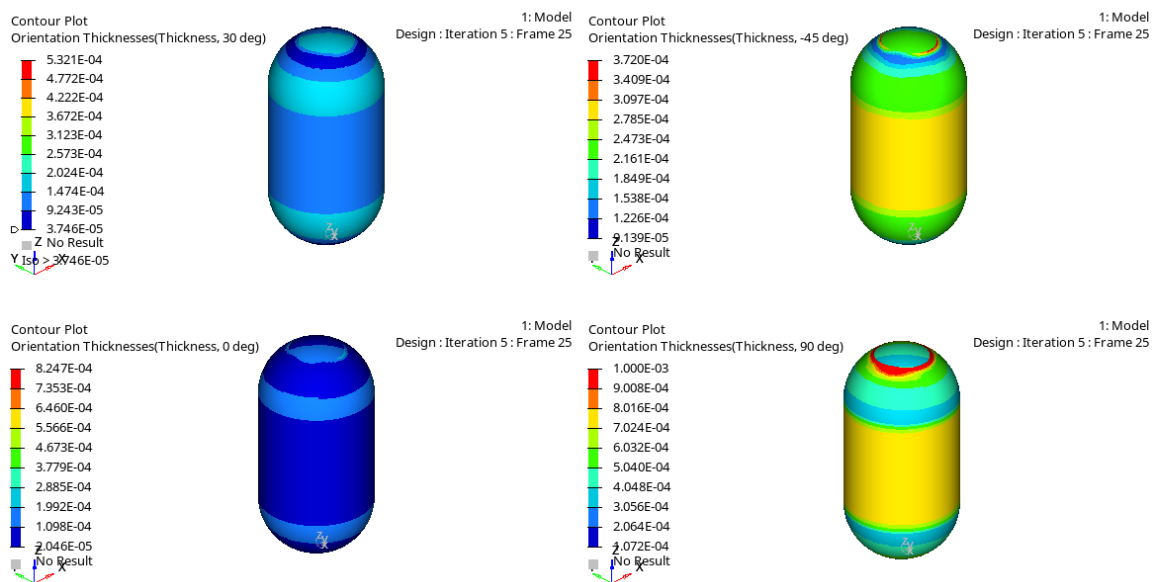 Contour Plot
Orientation Thicknesses(Thickness, 30 deg)
1: Model
Design : Iteration 5 : Frame 25
5.321E-04
4.772E-04
4.222E-04
3.672E-04
3.123E-04
2.573E-04
2.024E-04
1.474E-04
9.243E-05
3.746E-05
No Result
Iso > 3.746E-05
Z
Y
X
Z
Y
X
Contour Plot
Orientation Thicknesses(Thickness, -45 deg)
1: Model
Design : Iteration 5 : Frame 25
3.720E-04
3.409E-04
3.097E-04
2.785E-04
2.473E-04
2.161E-04
1.849E-04
1.538E-04
1.226E-04
9.139E-05
No Result
Z
X
Z
Y
X
Contour Plot
Orientation Thicknesses(Thickness, 0 deg)
1: Model
Design : Iteration 5 : Frame 25
8.247E-04
7.353E-04
6.460E-04
5.566E-04
4.673E-04
3.779E-04
2.885E-04
1.992E-04
1.098E-04
2.046E-05
No Result
Z
X
Z
Y
X
Contour Plot
Orientation Thicknesses(Thickness, 90 deg)
1: Model
Design : Iteration 5 : Frame 25
1.000E-03
9.008E-04
8.016E-04
7.024E-04
6.032E-04
5.040E-04
4.048E-04
3.056E-04
2.064E-04
1.072E-04
No Result
Z
X
Z
Y
X